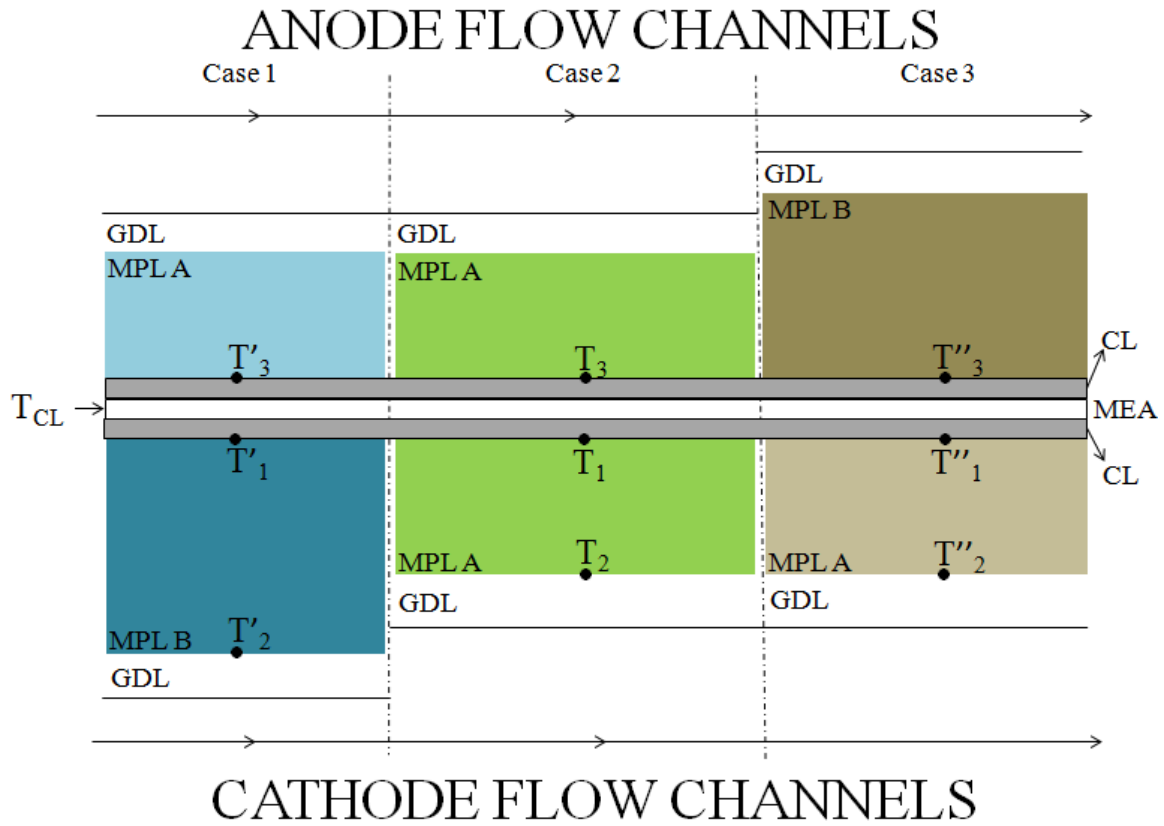 ANODE FLOW CHANNELS
Case 1 Case 2 Case 3
GDL
MPL B
GDL GDL
MPL A MPL A
T'3 T3 T''3
CL
TCL
MEA
T'1 T1 T''1
CL
MPL A T2 MPL A T''2
GDL GDL
MPL B T'2
GDL
CATHODE FLOW CHANNELS